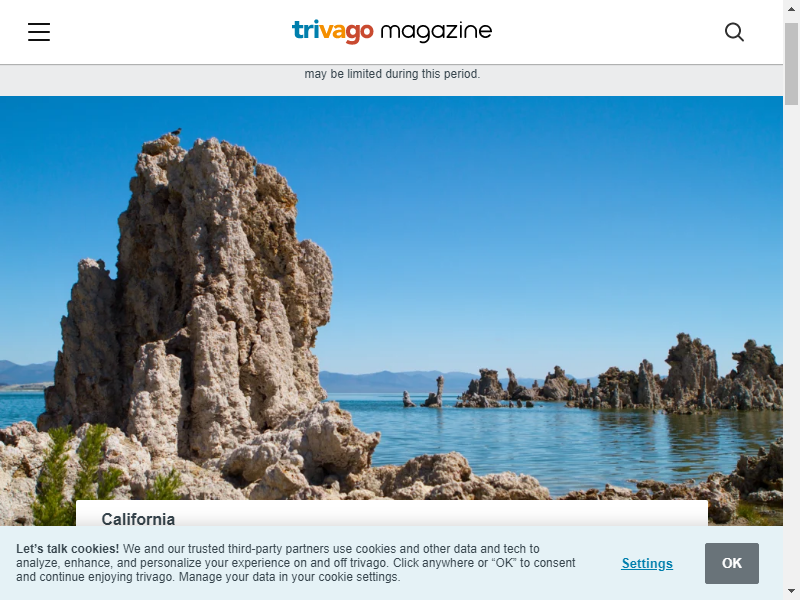 trivago magazine
may be limited during this period.
California
Let's talk cookies! We and our trusted third-party partners use cookies and other data and tech to
analyze, enhance, and personalize your experience on and off trivago. Click anywhere or “OK” to consent
and continue enjoying trivago. Manage your data in your cookie settings.
Settings
OK